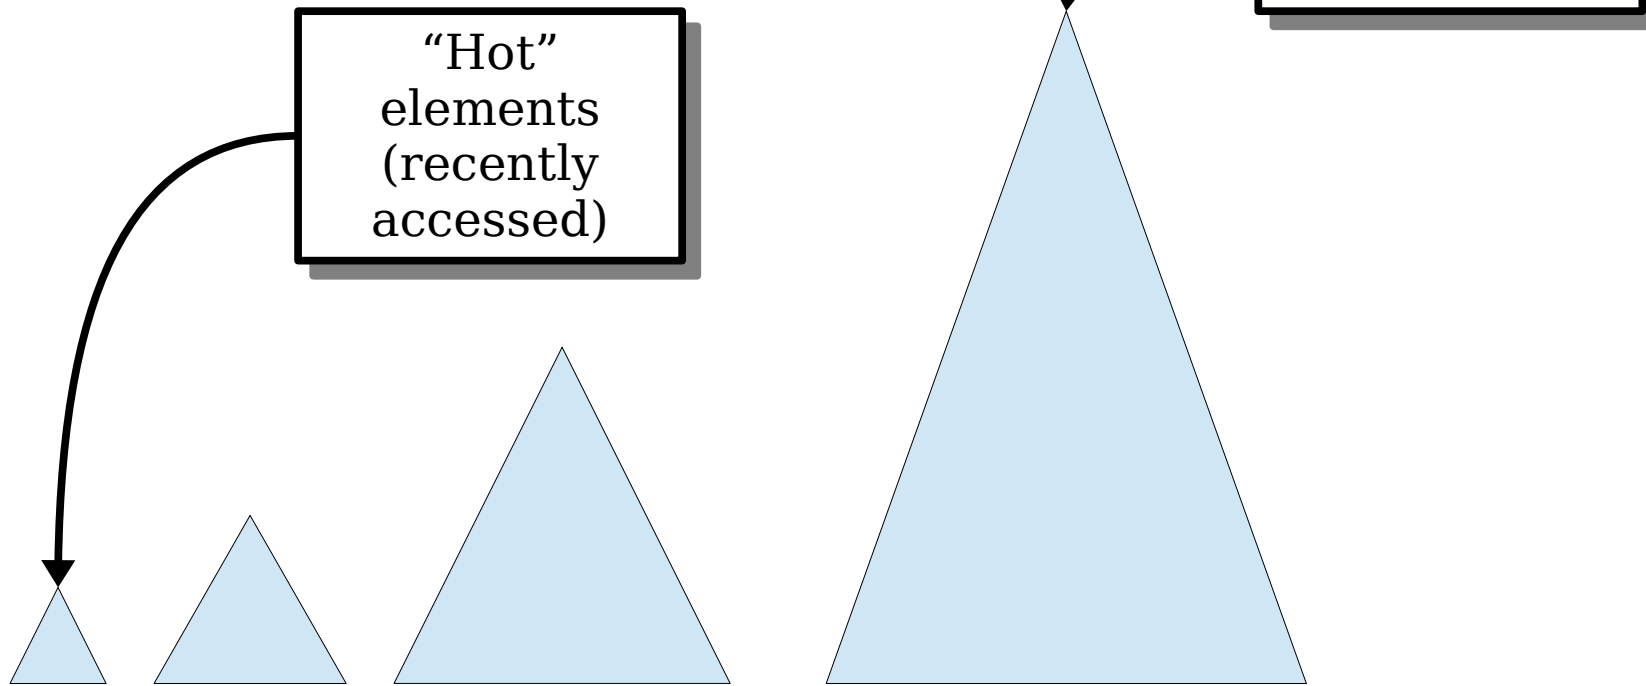 “Hot”
elements
(recently
accessed)